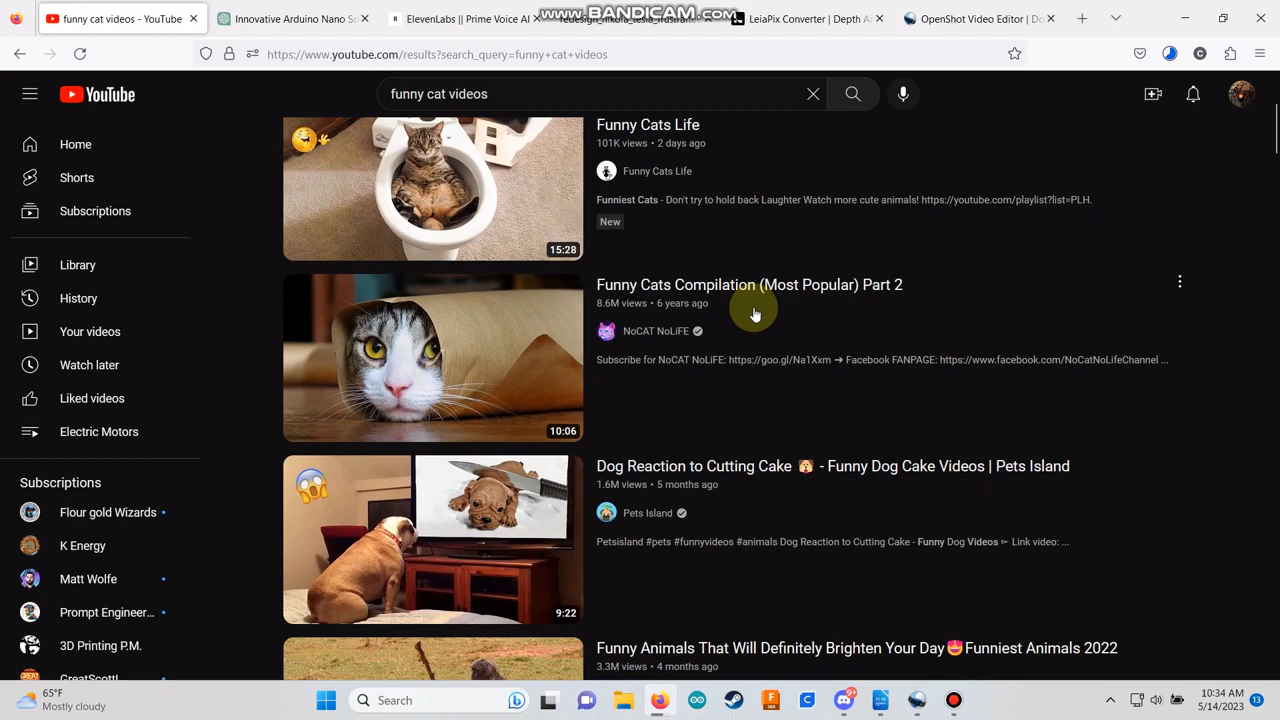 funny cat videos - YouTube
Innovative Arduino Nano Sc
ElevenLabs || Prime Voice AI
WWW.BANDICAM.COM
LeiaPix Converter | Depth A
OpenShot Video Editor | Do
https://www.youtube.com/results?search_query=funny+cat+videos
YouTube
funny cat videos
Home
Shorts
Subscriptions
Library
History
Your videos
Watch later
Liked videos
Electric Motors
Subscriptions
Flour gold Wizards
K Energy
Matt Wolfe
Prompt Engineer...
3D Printing P.M.
GreatScott!
15:28
Funny Cats Life
101K views • 2 days ago
Funny Cats Life
Funniest Cats - Don't try to hold back Laughter Watch more cute animals! https://youtube.com/playlist?list=PLH.
New
10:06
Funny Cats Compilation (Most Popular) Part 2
8.6M views • 6 years ago
NoCAT NoLiFE
Subscribe for NoCAT NoLiFE: https://goo.gl/Na1Xxm ➔ Facebook FANPAGE: https://www.facebook.com/NoCatNoLifeChannel ...
9:22
Dog Reaction to Cutting Cake 🐶 - Funny Dog Cake Videos | Pets Island
1.6M views • 5 months ago
Pets Island
Petsisland #pets #funnyvideos #animals Dog Reaction to Cutting Cake - Funny Dog Videos ► Link video: ...
Funny Animals That Will Definitely Brighten Your Day😍Funniest Animals 2022
3.3M views • 4 months ago
65°F
Mostly cloudy
Search
9+
10:34 AM
5/14/2023
13